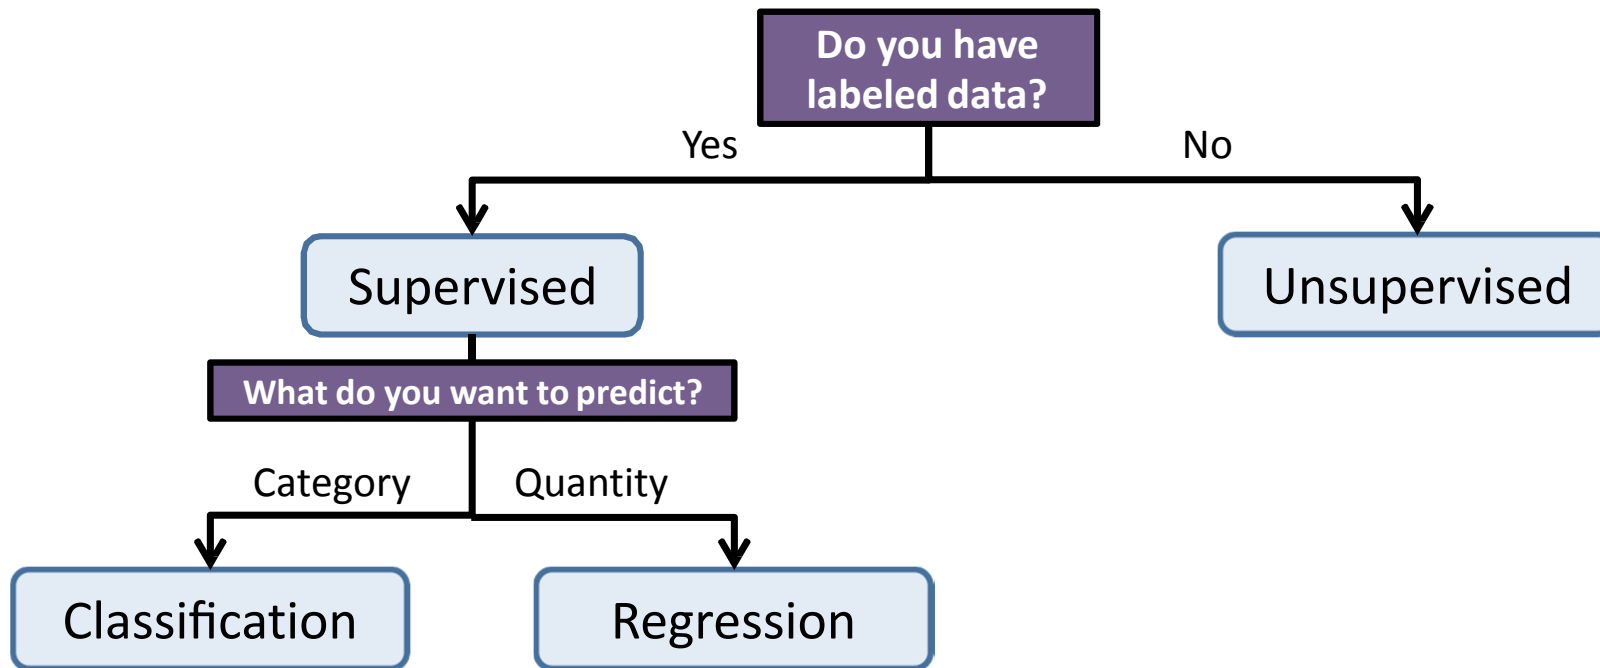 Do you have
labeled data?
Yes
No
Supervised
Unsupervised
What do you want to predict?
Category
Quantity
Classification
Regression